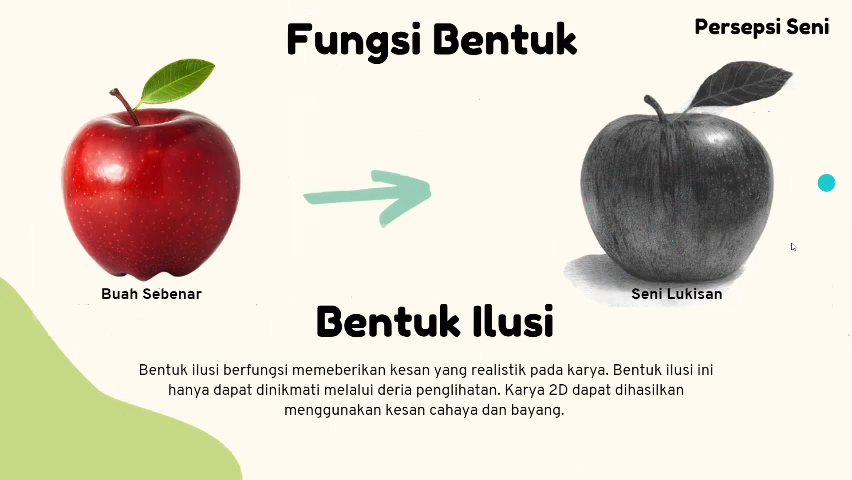 Fungsi Bentuk
Persepsi Seni
Buah Sebenar
Seni Lukisan
Bentuk Ilusi
Bentuk ilusi berfungsi memeberikan kesan yang realistik pada karya. Bentuk ilusi ini
hanya dapat dinikmati melalui deria penglihatan. Karya 2D dapat dihasilkan
menggunakan kesan cahaya dan bayang.